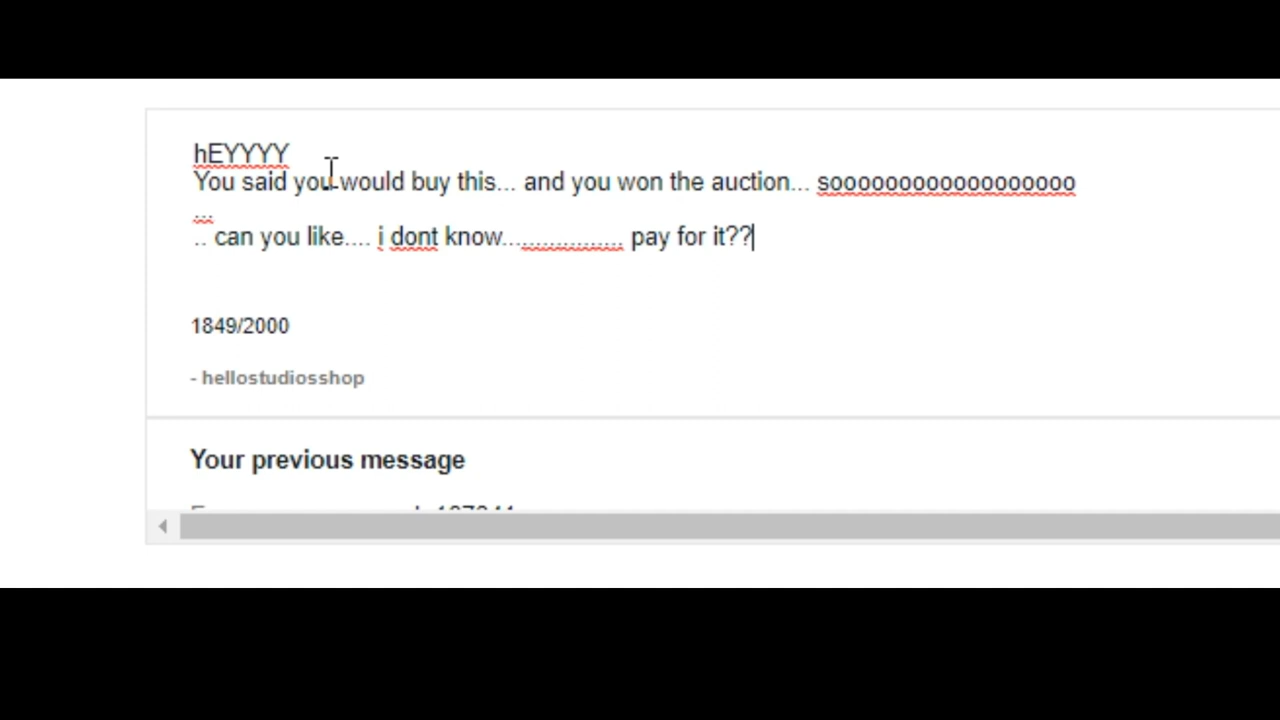 hEYYYY
You said you would buy this... and you won the auction... sooooooooooooooooooo
...
.. can you like.... i dont know.................. pay for it??
1849/2000
- hellostudiosshop
Your previous message